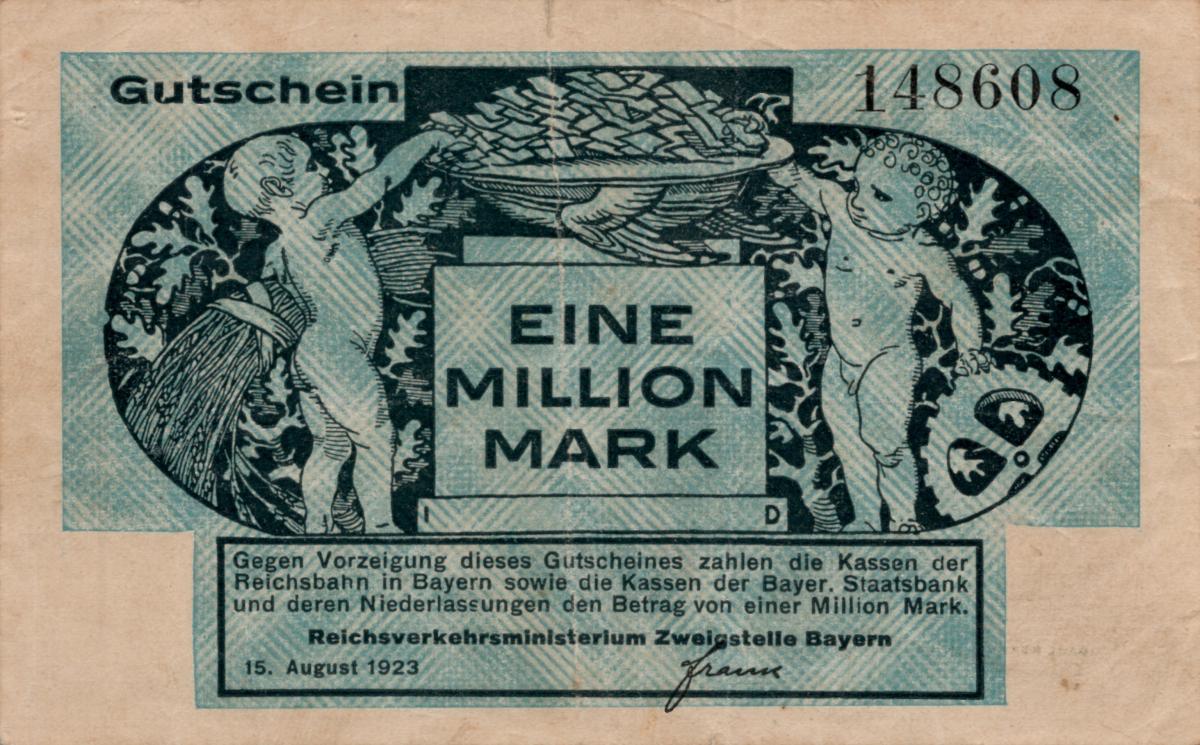 Gutschein
148608
EINE
MILLION
MARK
I D
Gegen Vorzeigung dieses Gutscheines zahlen die Kassen der
Reichsbahn in Bayern sowie die Kassen der Bayer. Staatsbank
und deren Niederlassungen den Betrag von einer Million Mark.
Reichsverkehrsministerium Zweigstelle Bayern
15. August 1923